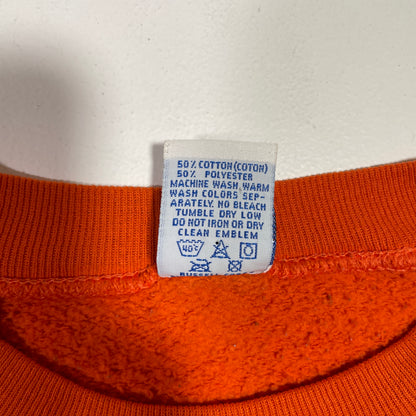 50% COTTON(COTON)
50% POLYESTER
MACHINE WASH WARM
WASH COLORS SEP-
ARATELY. NO BLEACH
TUMBLE DRY LOW
DO NOT IRON OR DRY
CLEAN EMBLEM
40°C